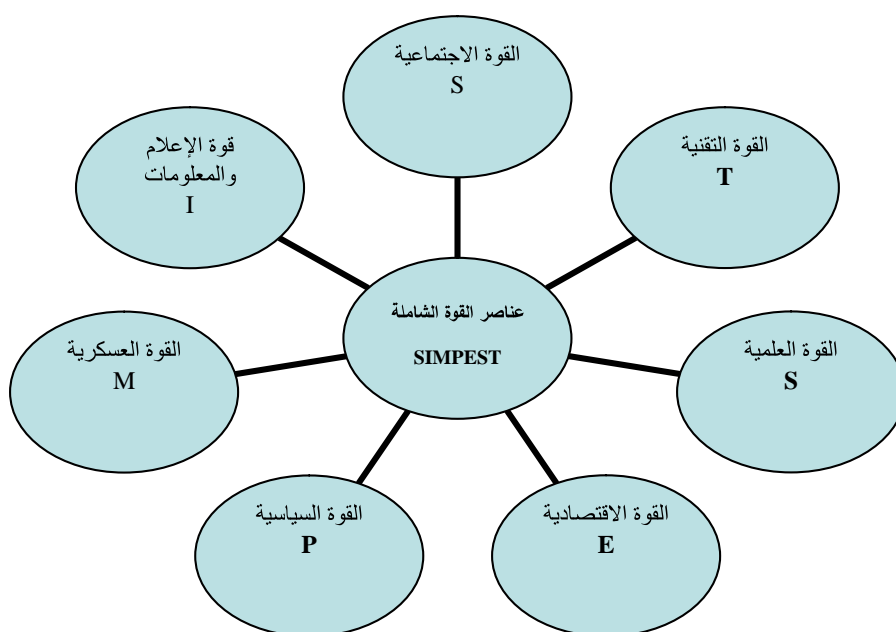 القوة الاجتماعية
S
القوة التقنية
T
قوة الإعلام
والمعلومات
I
عناصر القوة الشاملة
SIMPEST
القوة العلمية
S
القوة العسكرية
M
القوة الاقتصادية
E
القوة السياسية
P